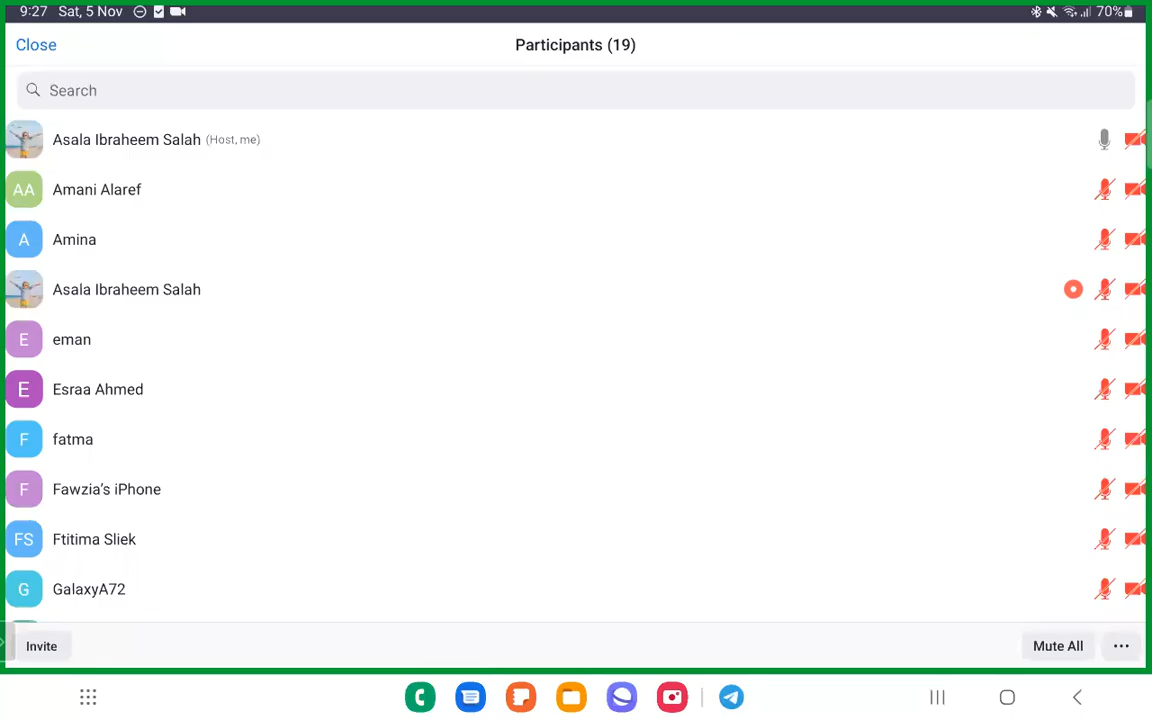 9:27 Sat, 5 Nov 70%
Close Participants (19)
Search
Asala Ibraheem Salah (Host, me)
AA Amani Alaref
A Amina
Asala Ibraheem Salah
E eman
E Esraa Ahmed
F fatma
F Fawzia's iPhone
FS Ftitima Sliek
G GalaxyA72
Invite Mute All